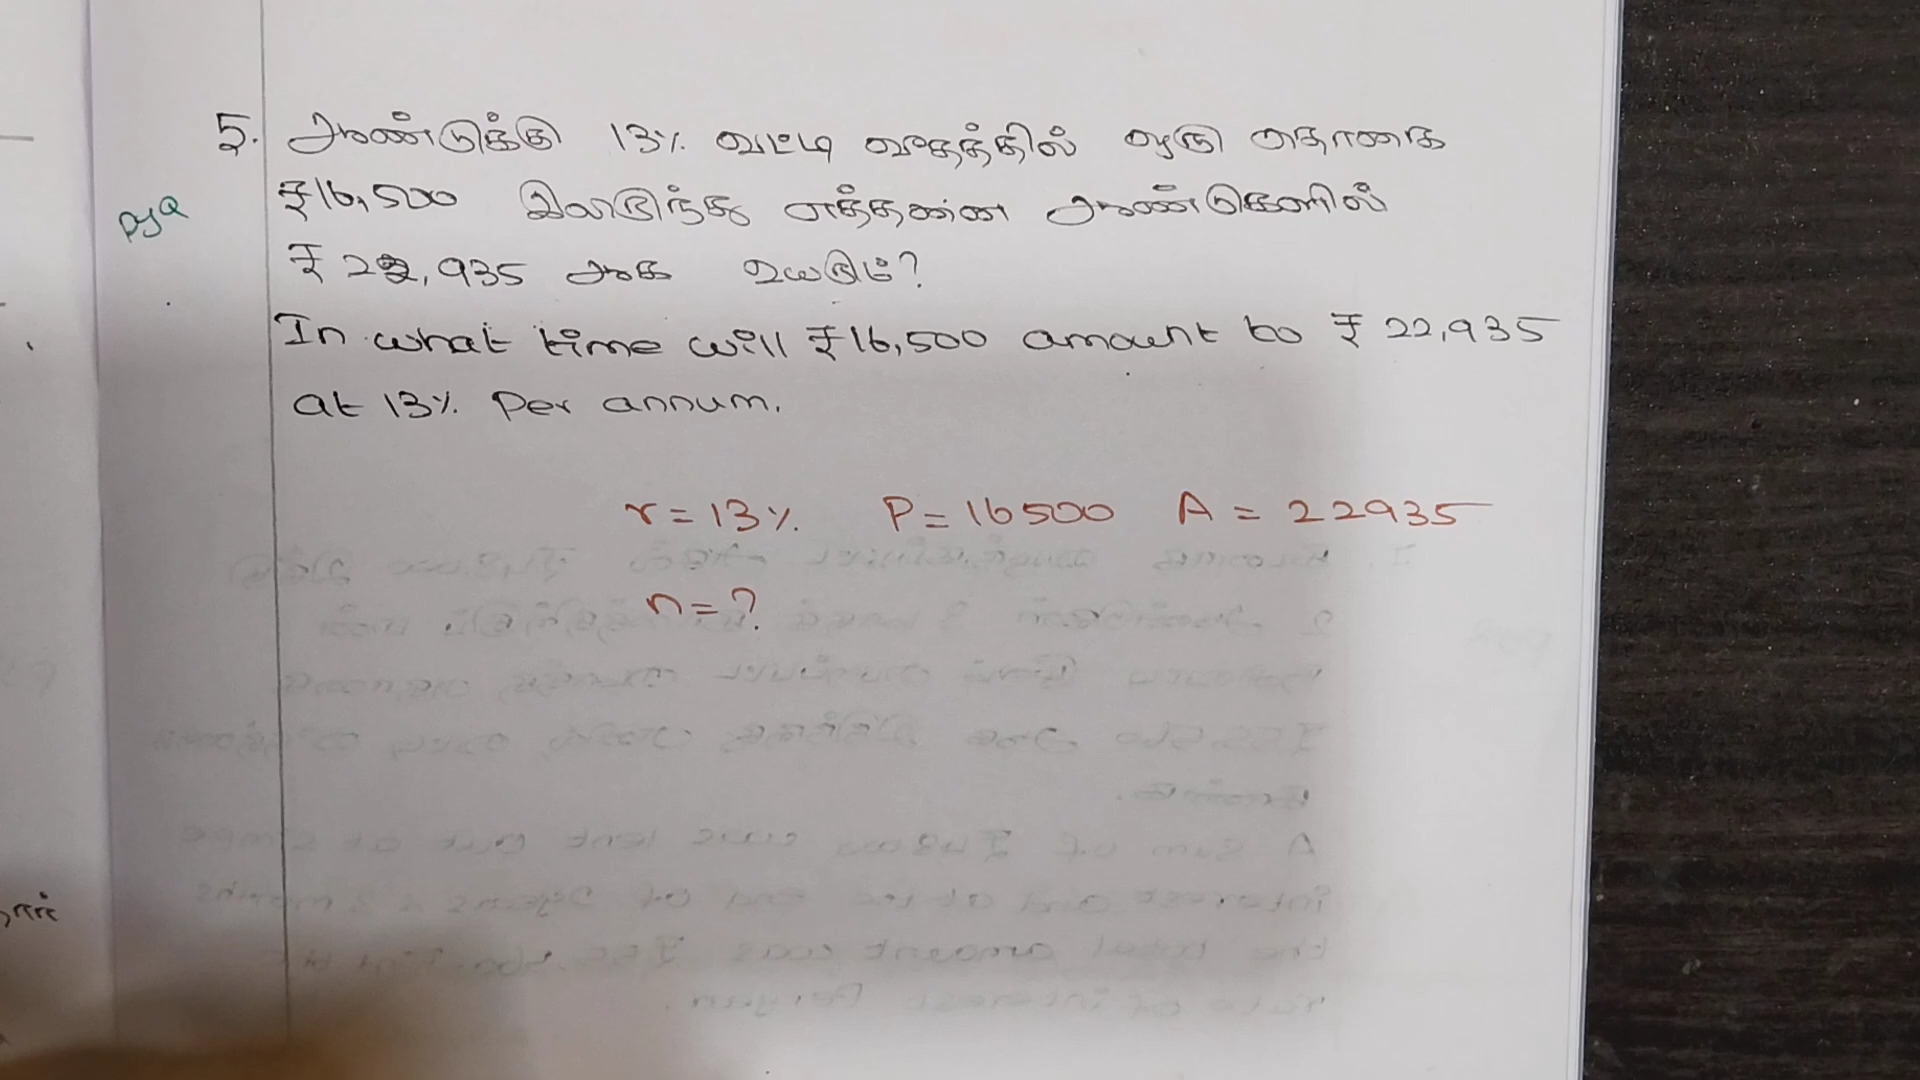 5. ஆண்டுக்கு 13% வட்டி வீதத்தில் ஒரு தொகை
₹16,500 இலிருந்து எத்தனை ஆண்டுகளில்
PYQ
₹ 22,935 ஆக உயரும்?
In what time will ₹16,500 amount to ₹ 22,935
at 13% Per annum.
r = 13% P = 16500 A = 22935
n = ?